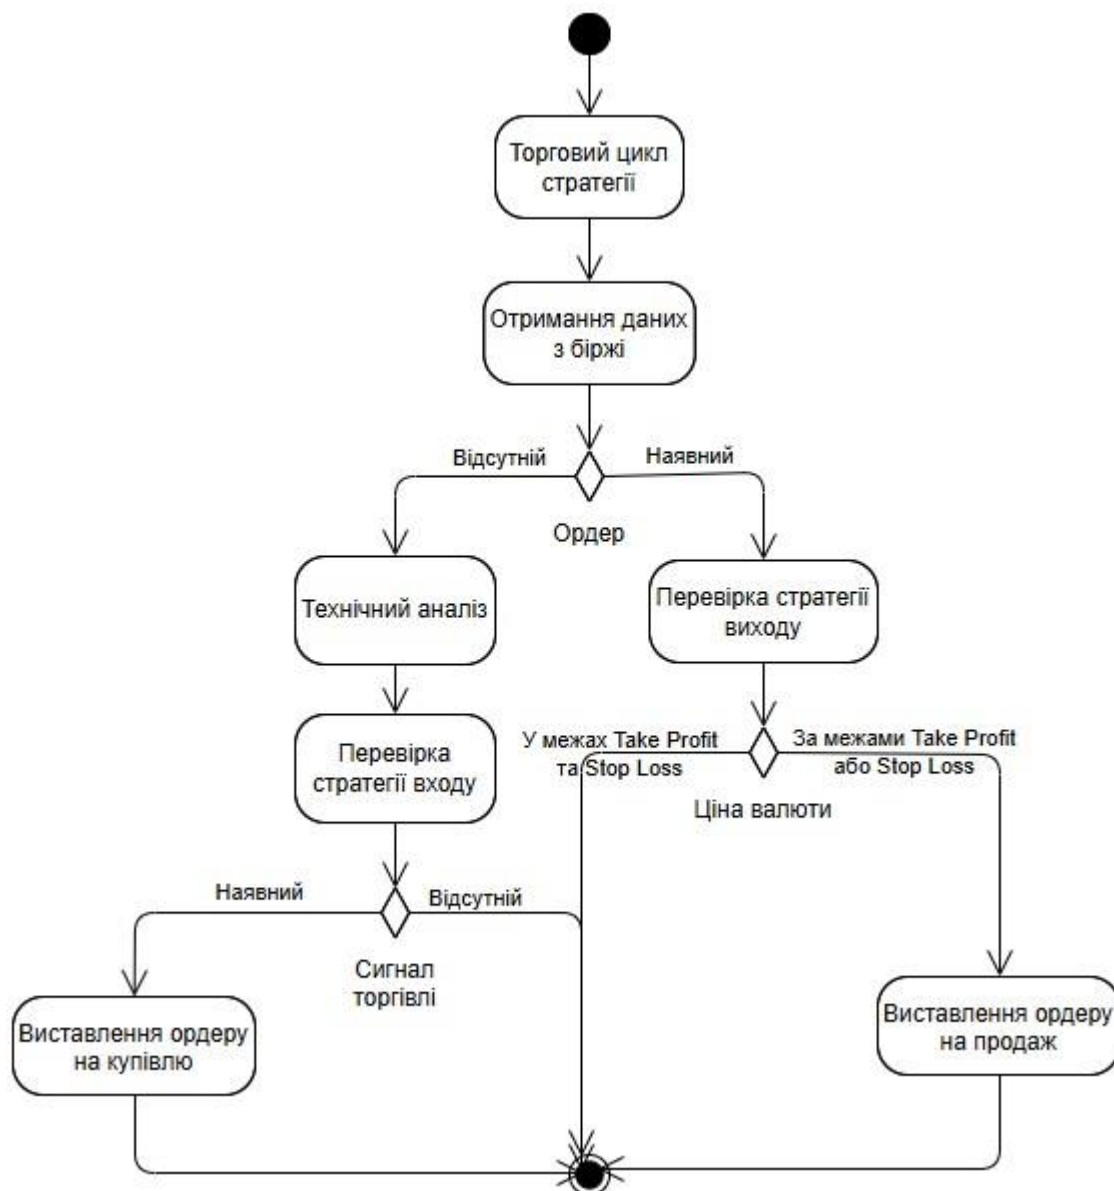 Торговий цикл
стратегії
Отримання даних
з біржі
Відсутній
Наявний
Ордер
Технічний аналіз
Перевірка стратегії
виходу
Перевірка
стратегії входу
У межах Take Profit
та Stop Loss
За межами Take Profit
або Stop Loss
Ціна валюти
Наявний
Відсутній
Сигнал
торгівлі
Виставлення ордеру
на купівлю
Виставлення ордеру
на продаж